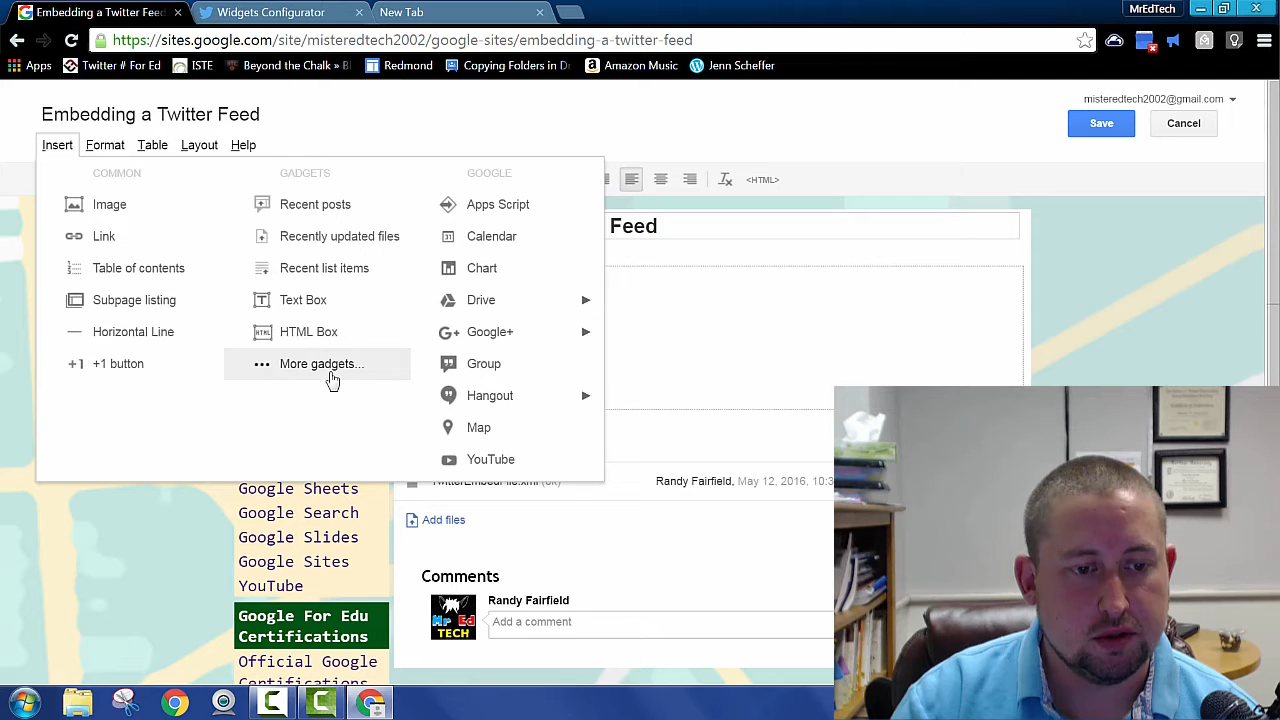 Embedding a Twitter Feed
Widgets Configurator
New Tab
MrEdTech
https://sites.google.com/site/misteredtech2002/google-sites/embedding-a-twitter-feed
Apps
Twitter # For Ed
ISTE
Beyond the Chalk » Bl
Redmond
Copying Folders in Dr
Amazon Music
Jenn Scheffer
Embedding a Twitter Feed
misteredtech2002@gmail.com
Save
Cancel
Insert
Format
Table
Layout
Help
<HTML>
COMMON
Image
Link
Table of contents
Subpage listing
Horizontal Line
+1 button
GADGETS
Recent posts
Recently updated files
Recent list items
Text Box
HTML Box
More gadgets...
GOOGLE
Apps Script
Calendar
Chart
Drive
Google+
Group
Hangout
Map
YouTube
Feed
Randy Fairfield, May 12, 2016, 10:3
Add files
Comments
Randy Fairfield
Add a comment
Mr Ed
TECH
Google Sheets
Google Search
Google Slides
Google Sites
YouTube
Google For Edu
Certifications
Official Google